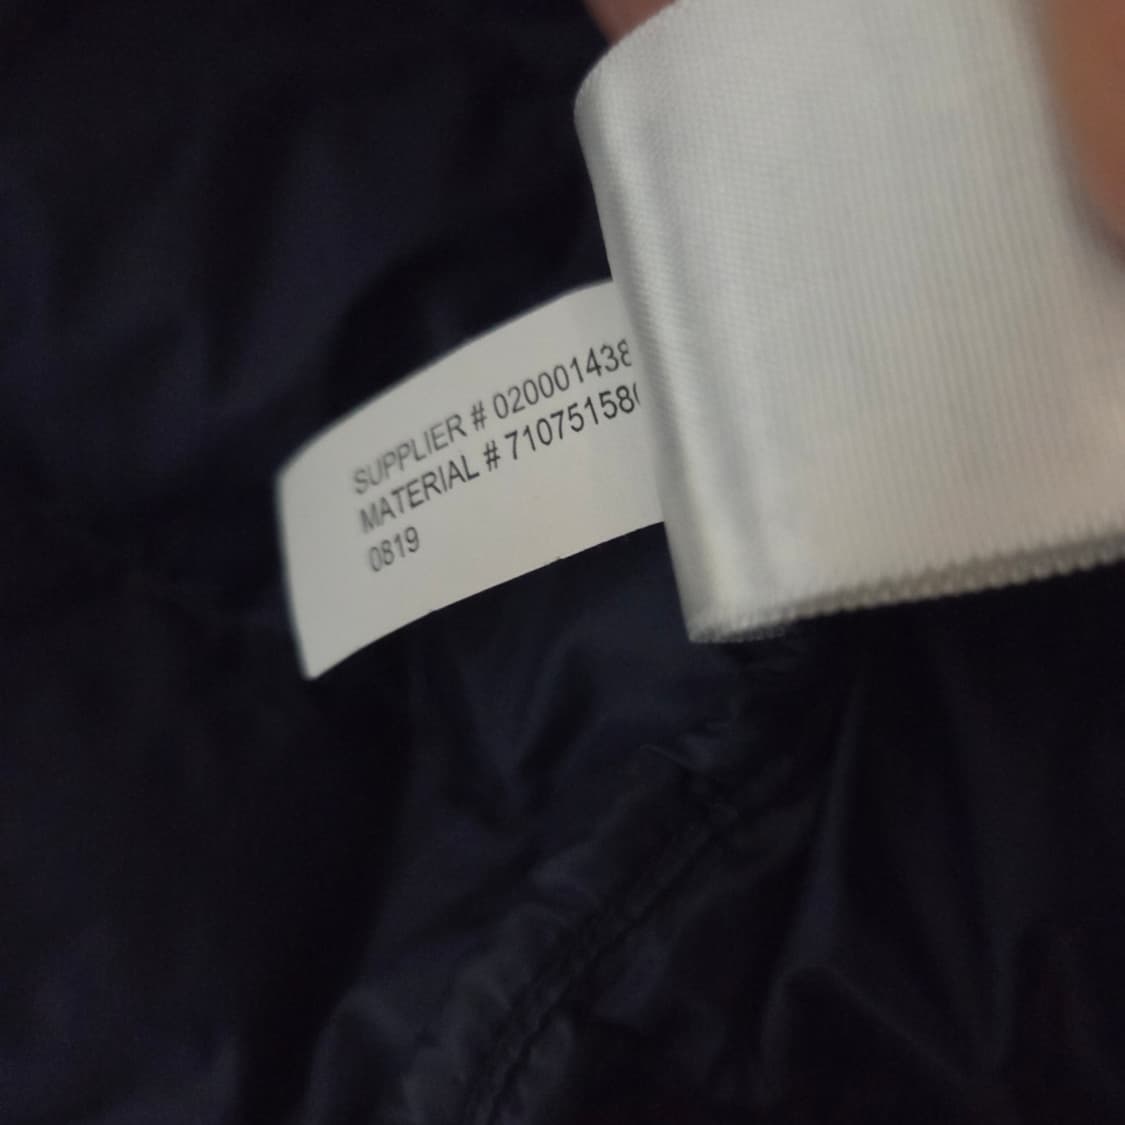 SUPPLIER # 020001438
MATERIAL # 71075158
0819